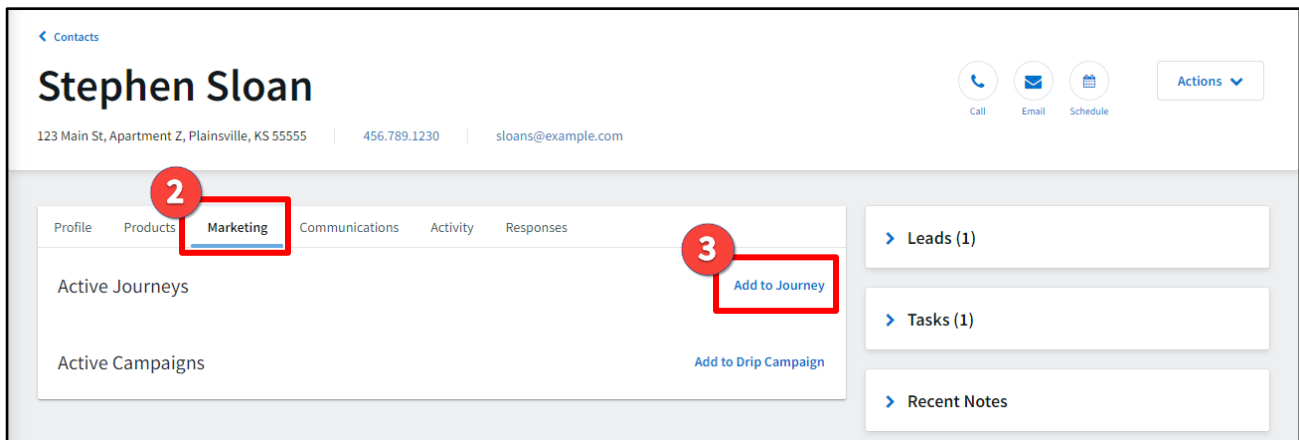 Contacts
Stephen Sloan
Call Email Schedule
Actions
123 Main St, Apartment Z, Plainsville, KS 55555 456.789.1230 sloans@example.com
2
Profile Products Marketing Communications Activity Responses
3
Active Journeys Add to Journey
Active Campaigns Add to Drip Campaign
Leads (1)
Tasks (1)
Recent Notes